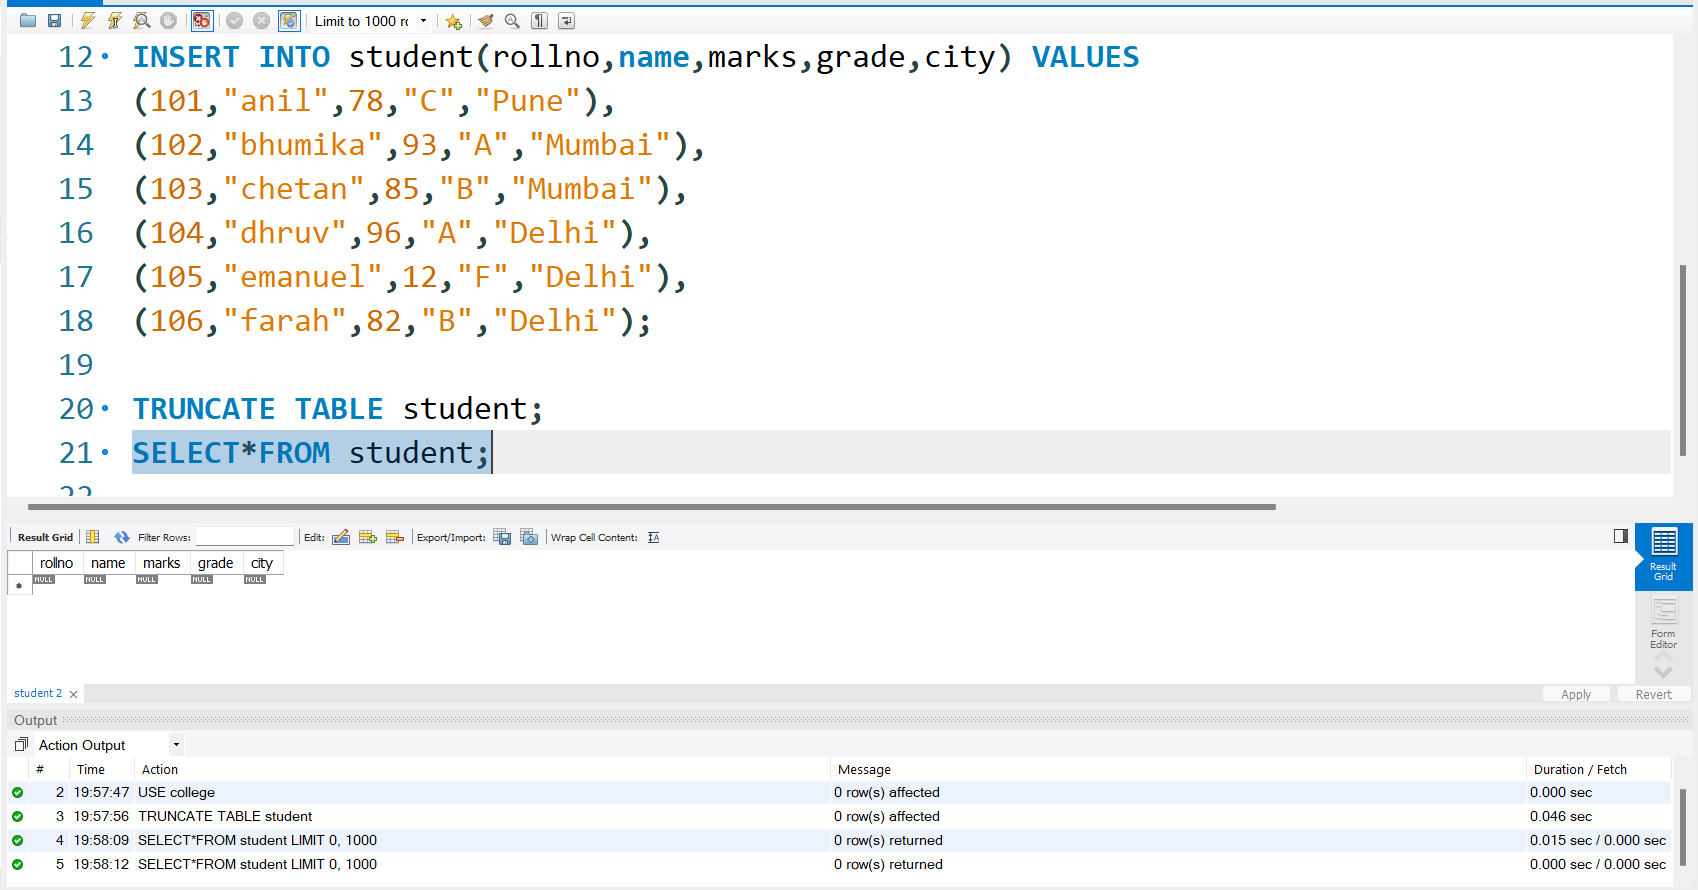 Limit to 1000 rc
12 INSERT INTO student(rollno,name,marks,grade,city) VALUES
13 (101,"anil",78,"C","Pune"),
14 (102,"bhumika",93,"A","Mumbai"),
15 (103,"chetan",85,"B","Mumbai"),
16 (104,"dhruv",96,"A","Delhi"),
17 (105,"emanuel",12,"F","Delhi"),
18 (106,"farah",82,"B","Delhi");
19
20 TRUNCATE TABLE student;
21 SELECT*FROM student;
22
Result Grid Filter Rows: Edit: Export/Import: Wrap Cell Content:
rollno name marks grade city
NULL NULL NULL NULL NULL
Result
Grid
Form
Editor
student 2 Apply Revert
Output
Action Output
# Time Action Message Duration / Fetch
2 19:57:47 USE college 0 row(s) affected 0.000 sec
3 19:57:56 TRUNCATE TABLE student 0 row(s) affected 0.046 sec
4 19:58:09 SELECT*FROM student LIMIT 0, 1000 0 row(s) returned 0.015 sec / 0.000 sec
5 19:58:12 SELECT*FROM student LIMIT 0, 1000 0 row(s) returned 0.000 sec / 0.000 sec